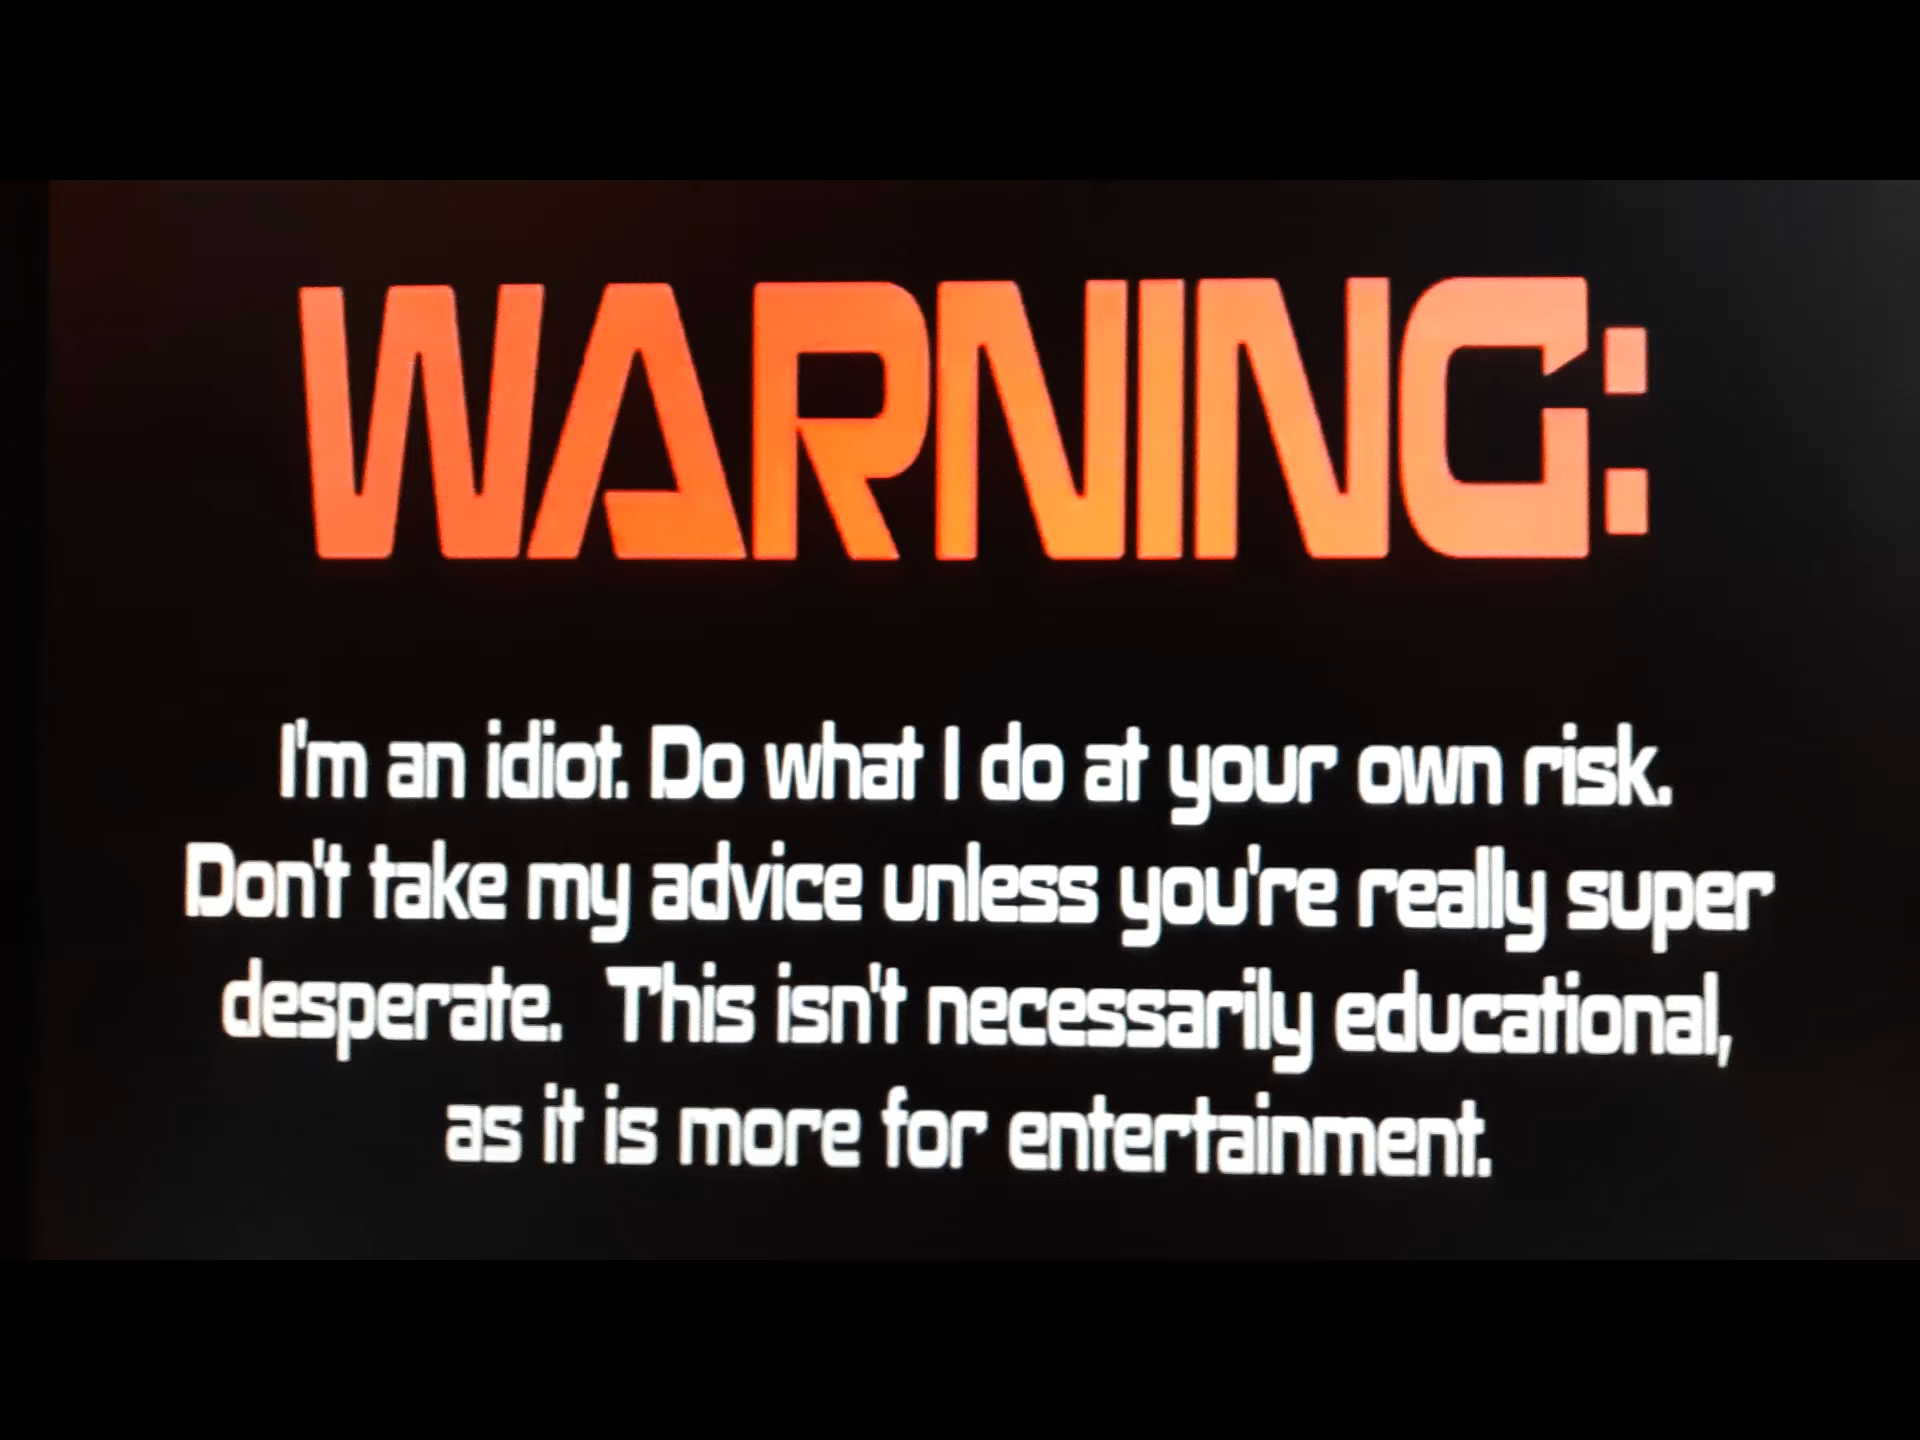 WARNING:
I'm an idiot. Do what I do at your own risk.
Don't take my advice unless you're really super
desperate.  This isn't necessarily educational,
as it is more for entertainment.